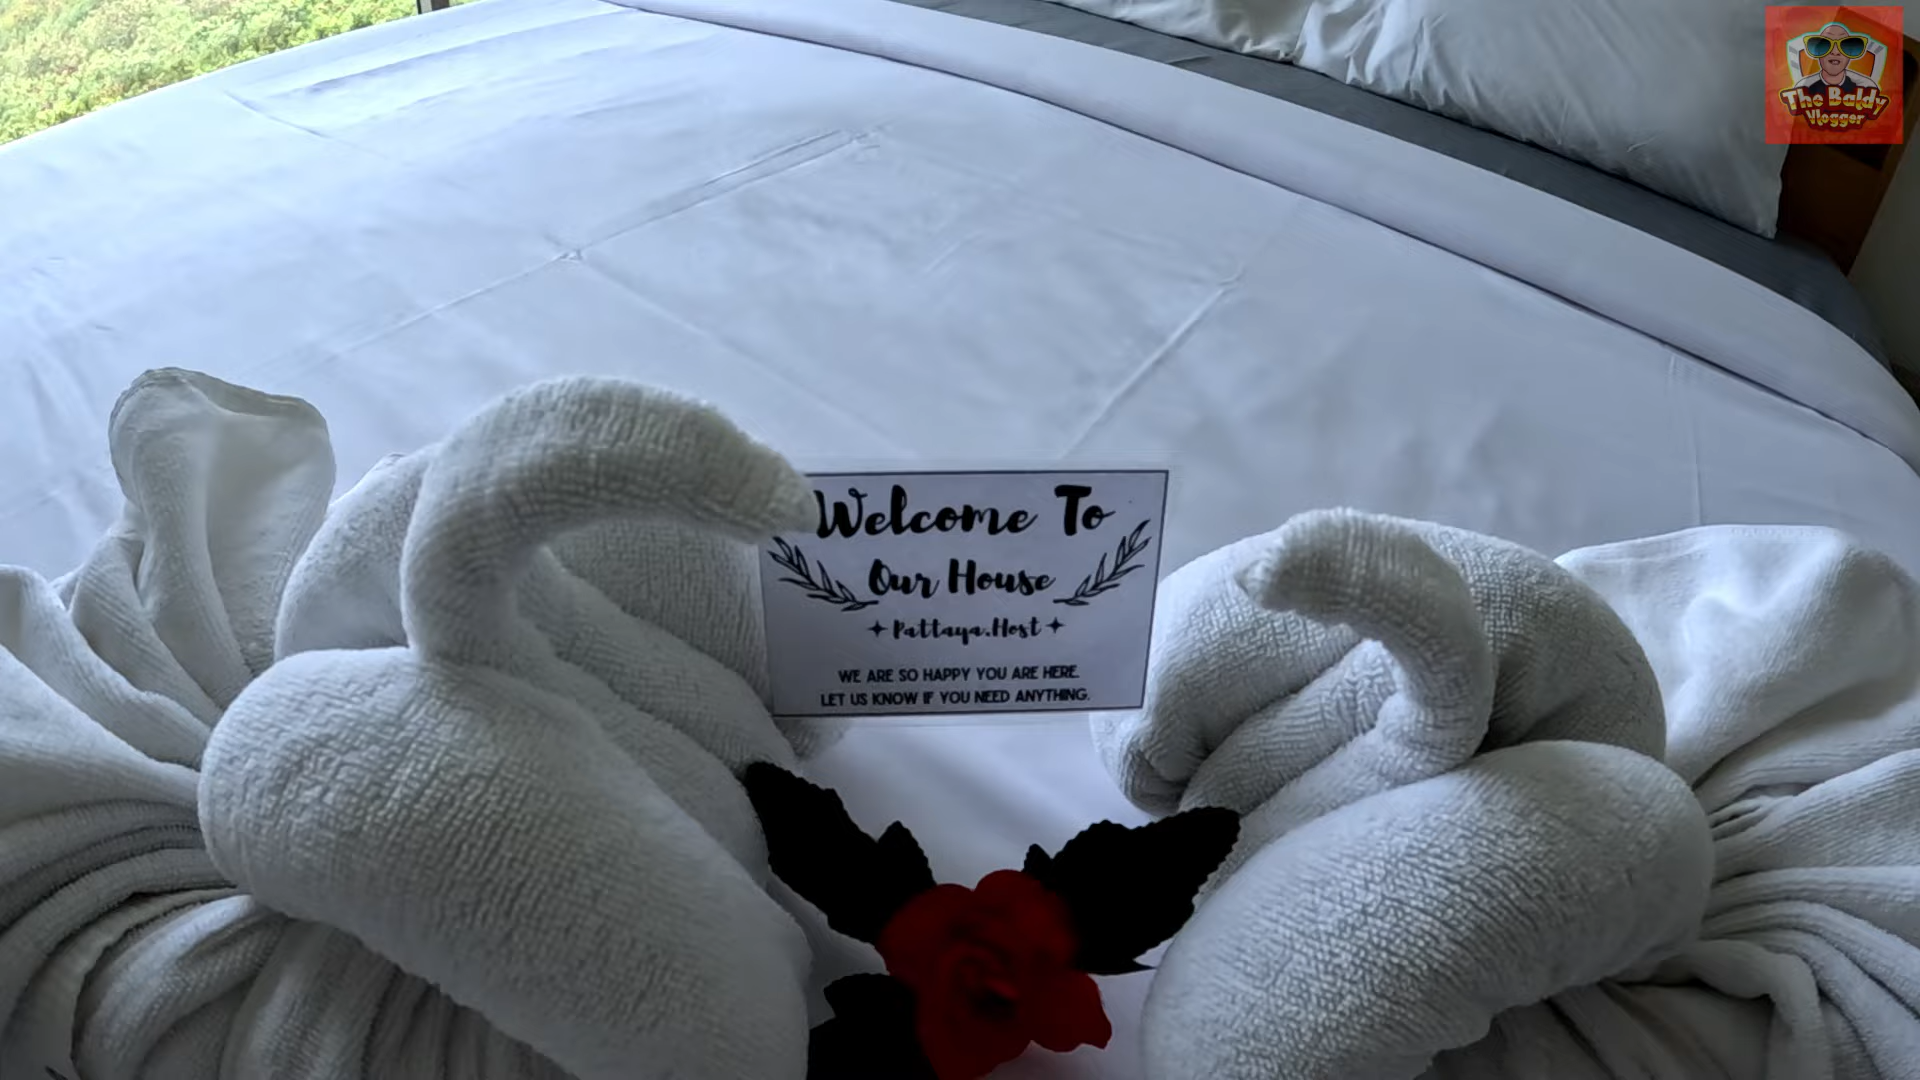 The Baldy
Vlogger
Welcome To
Our House
Pattaya.Host
WE ARE SO HAPPY YOU ARE HERE.
LET US KNOW IF YOU NEED ANYTHING.